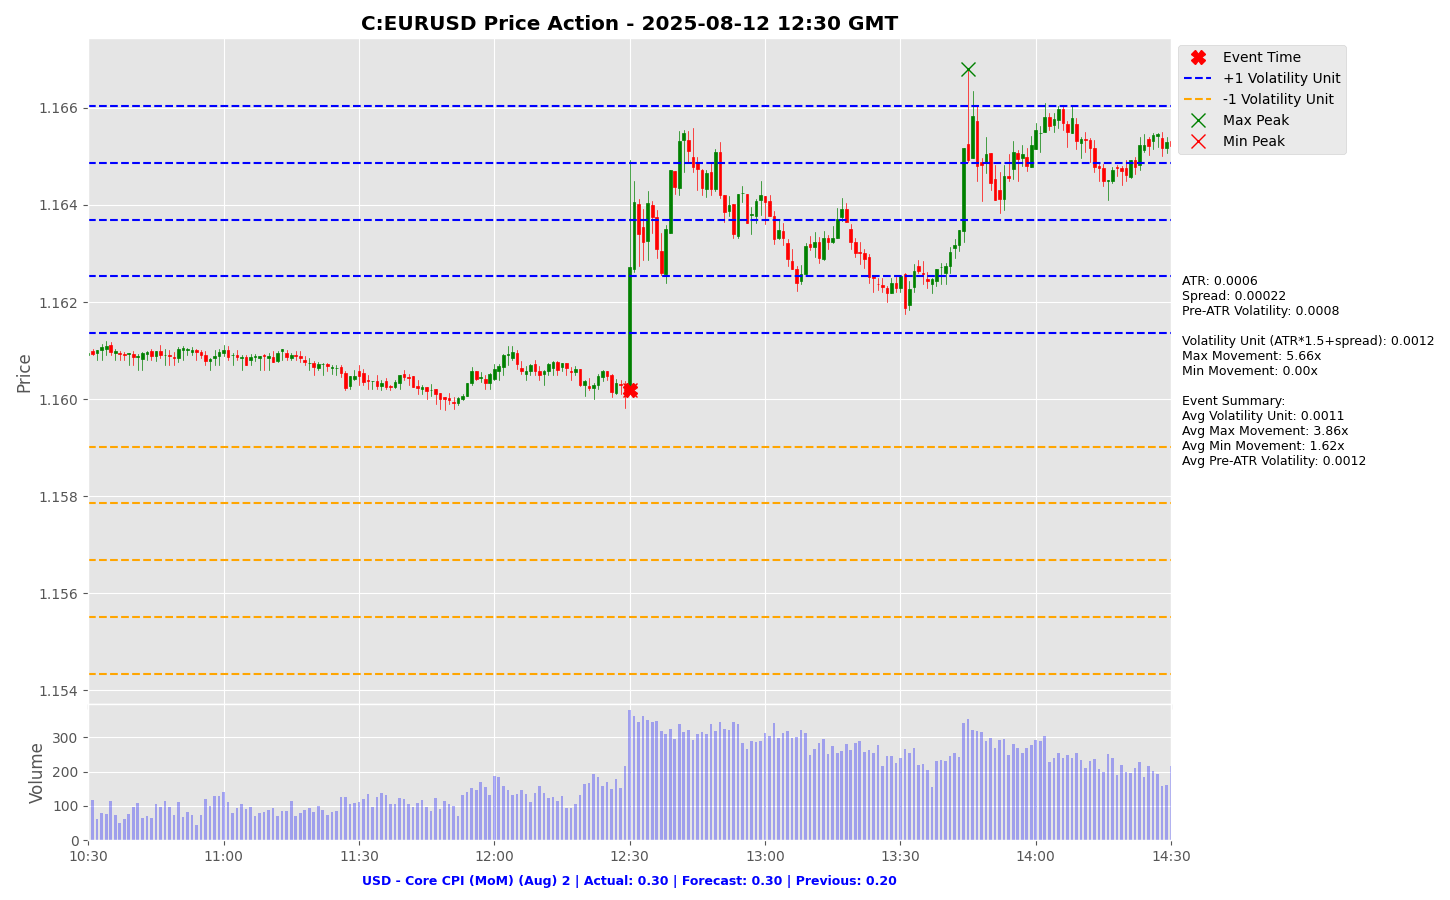 C:EURUSD Price Action - 2025-08-12 12:30 GMT
Event Time
+1 Volatility Unit
-1 Volatility Unit
Max Peak
Min Peak
Price
1.166
1.164
1.162
1.160
1.158
1.156
1.154
ATR: 0.0006
Spread: 0.00022
Pre-ATR Volatility: 0.0008
Volatility Unit (ATR*1.5+spread): 0.0012
Max Movement: 5.66x
Min Movement: 0.00x
Event Summary:
Avg Volatility Unit: 0.0011
Avg Max Movement: 3.86x
Avg Min Movement: 1.62x
Avg Pre-ATR Volatility: 0.0012
Volume
300
200
100
0
10:30 11:00 11:30 12:00 12:30 13:00 13:30 14:00 14:30
USD - Core CPI (MoM) (Aug) 2 | Actual: 0.30 | Forecast: 0.30 | Previous: 0.20